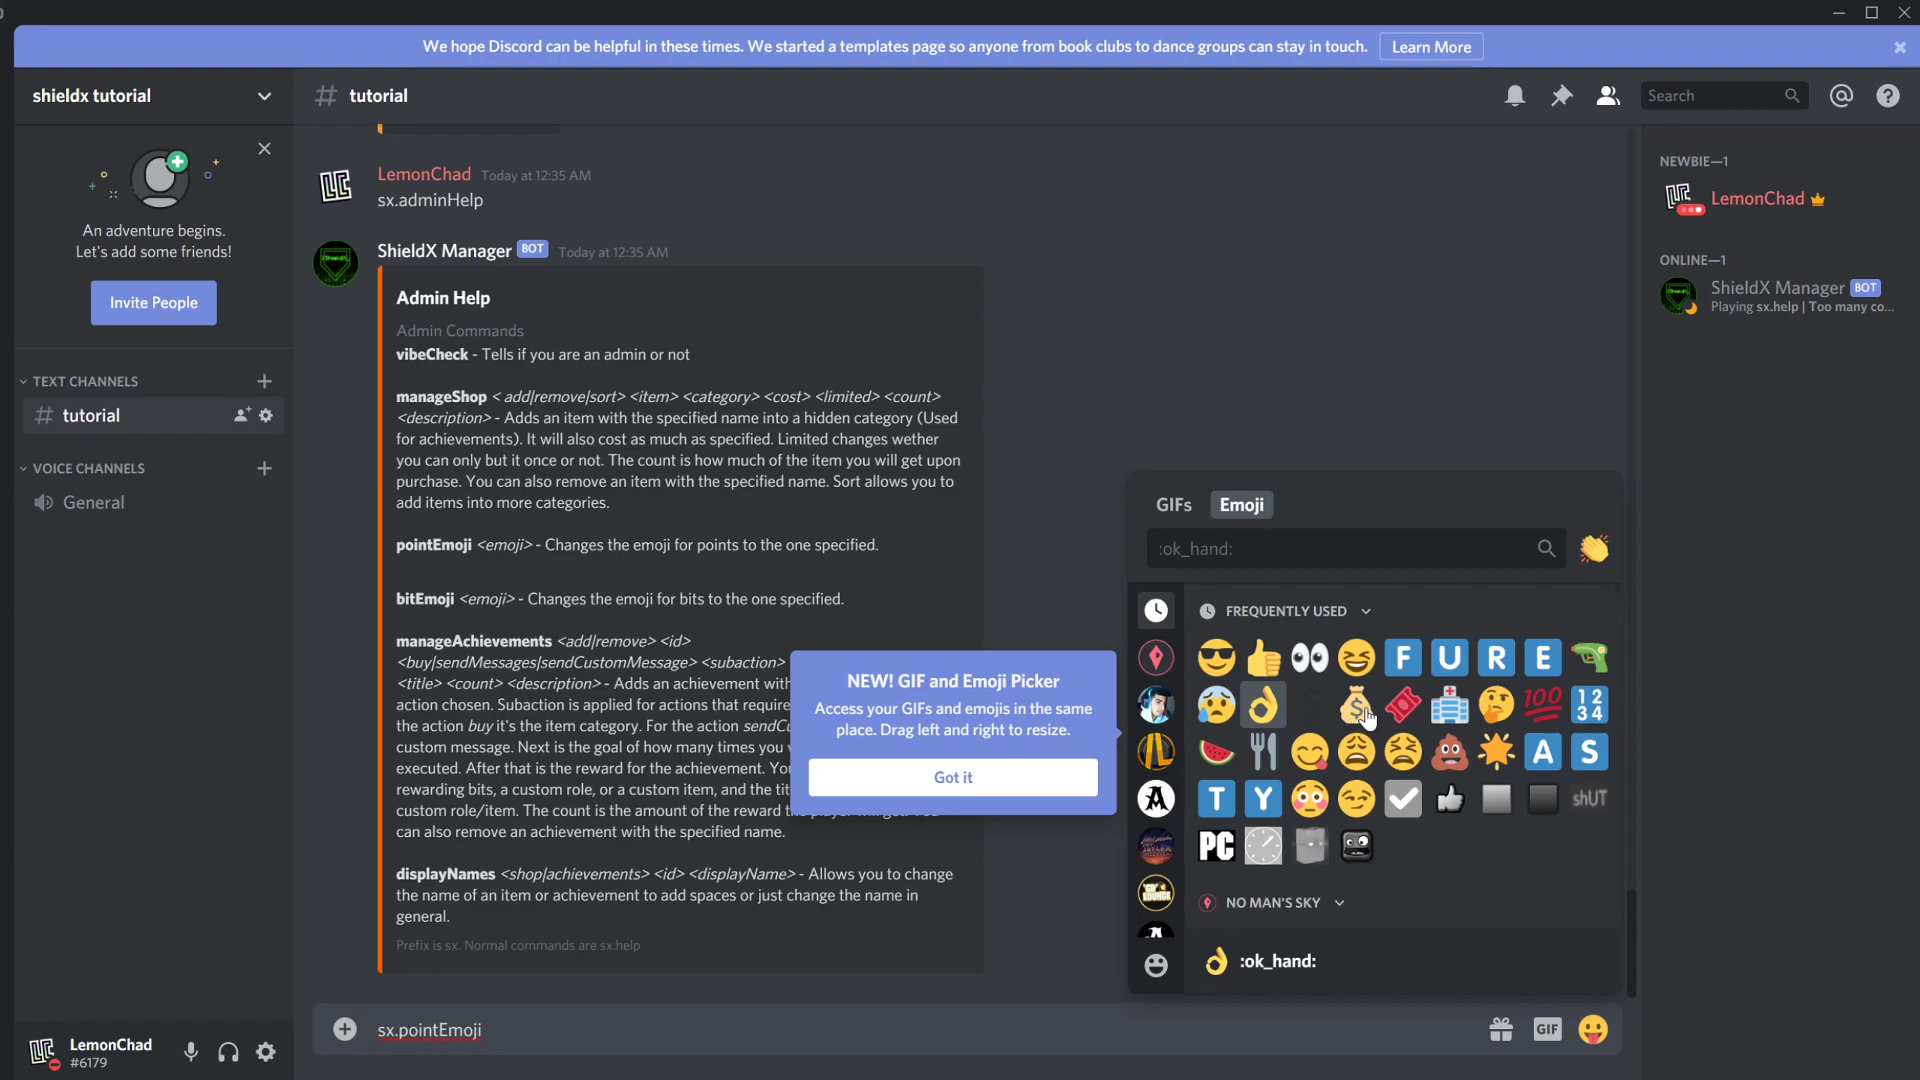 We hope Discord can be helpful in these times. We started a templates page so anyone from book clubs to dance groups can stay in touch.
Learn More
shieldx tutorial
tutorial
Search
An adventure begins.
Let's add some friends!
Invite People
TEXT CHANNELS
tutorial
VOICE CHANNELS
General
LemonChad
#6179
LemonChad Today at 12:35 AM
sx.adminHelp
ShieldX Manager BOT Today at 12:35 AM
Admin Help
Admin Commands
vibeCheck - Tells if you are an admin or not
manageShop < add|remove|sort> <item> <category> <cost> <limited> <count>
<description> - Adds an item with the specified name into a hidden category (Used
for achievements). It will also cost as much as specified. Limited changes wether
you can only but it once or not. The count is how much of the item you will get upon
purchase. You can also remove an item with the specified name. Sort allows you to
add items into more categories.
pointEmoji <emoji> - Changes the emoji for points to the one specified.
bitEmoji <emoji> - Changes the emoji for bits to the one specified.
manageAchievements <add|remove> <id>
<buy|sendMessages|sendCustomMessage> <subaction>
<title> <count> <description> - Adds an achievement with
action chosen. Subaction is applied for actions that require
the action buy it's the item category. For the action sendC
custom message. Next is the goal of how many times you
executed. After that is the reward for the achievement. Yo
rewarding bits, a custom role, or a custom item, and the tit
custom role/item. The count is the amount of the reward
can also remove an achievement with the specified name.
displayNames <shop|achievements> <id> <displayName> - Allows you to change
the name of an item or achievement to add spaces or just change the name in
general.
Prefix is sx. Normal commands are sx.help
NEW! GIF and Emoji Picker
Access your GIFs and emojis in the same
place. Drag left and right to resize.
Got it
GIFs Emoji
:ok_hand:
FREQUENTLY USED
F U R E
100 1234
A S
T Y shUT
PC
NO MAN'S SKY
:ok_hand:
sx.pointEmoji
GIF
NEWBIE—1
LemonChad
ONLINE—1
ShieldX Manager BOT
Playing sx.help | Too many co...